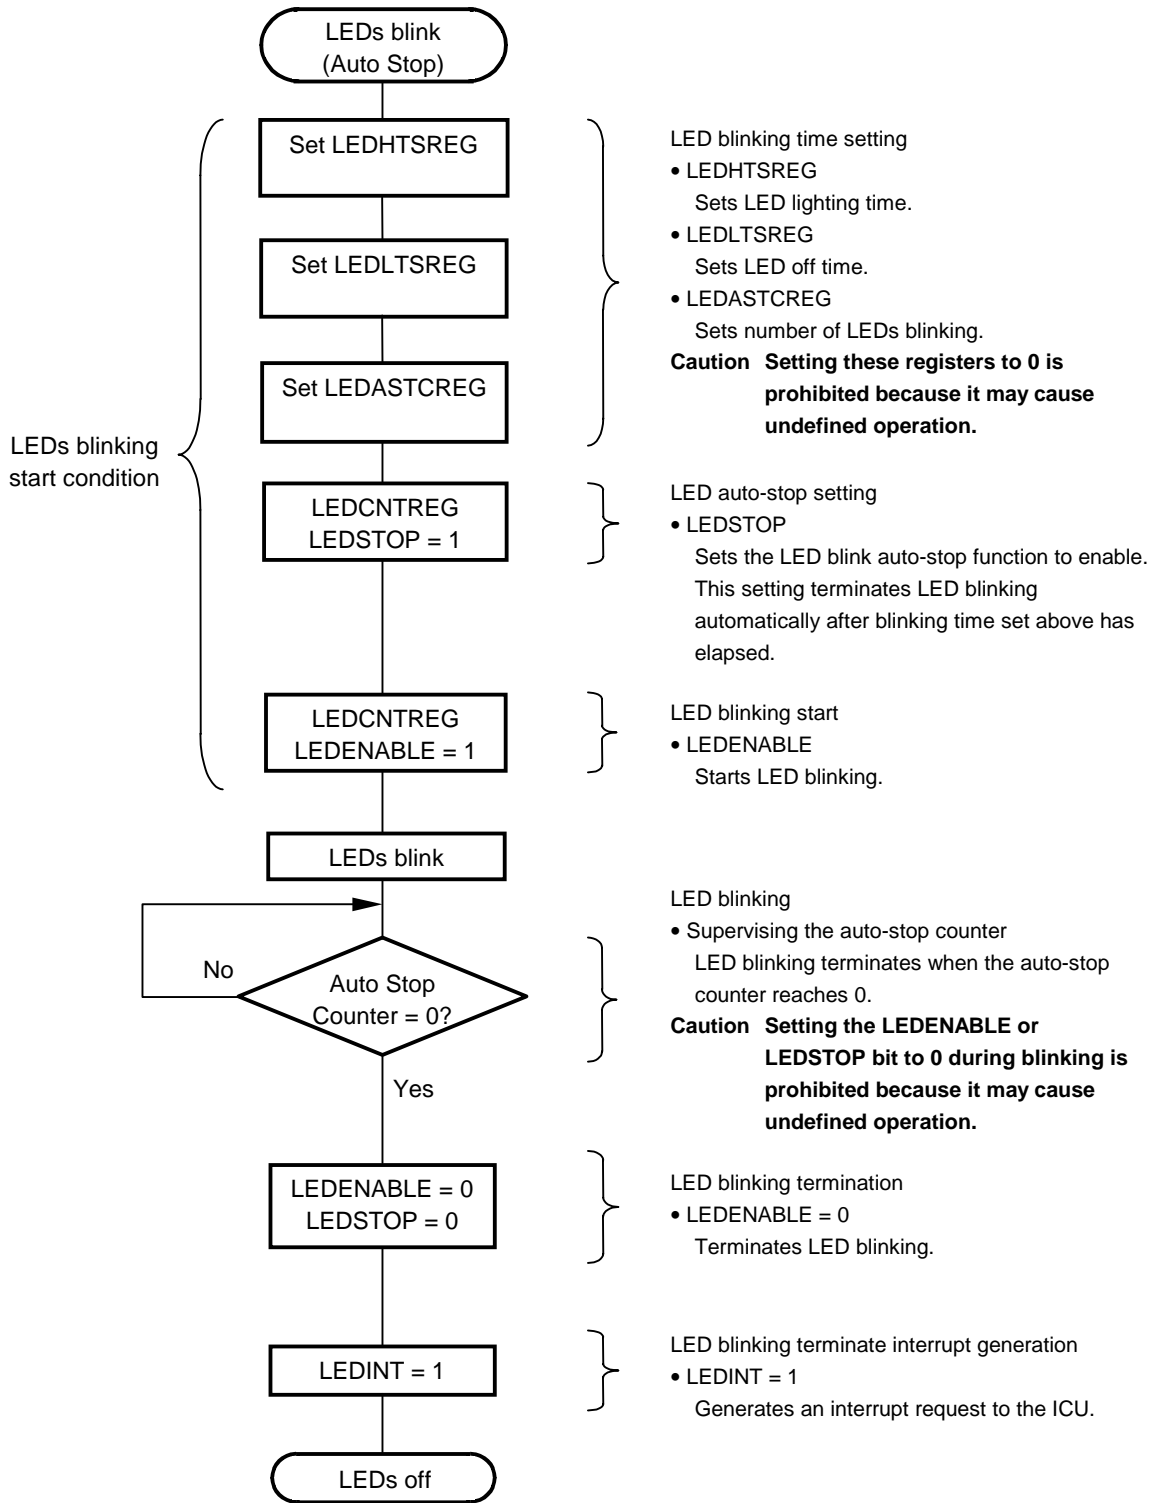 LEDs blink
(Auto Stop)
Set LEDHTSREG
Set LEDLTSREG
Set LEDASTCREG
LEDs blinking
start condition
LED blinking time setting
• LEDHTSREG
Sets LED lighting time.
• LEDLTSREG
Sets LED off time.
• LEDASTCREG
Sets number of LEDs blinking.
Caution Setting these registers to 0 is
prohibited because it may cause
undefined operation.
LEDCNTREG
LEDSTOP = 1
LED auto-stop setting
• LEDSTOP
Sets the LED blink auto-stop function to enable.
This setting terminates LED blinking
automatically after blinking time set above has
elapsed.
LEDCNTREG
LEDENABLE = 1
LED blinking start
• LEDENABLE
Starts LED blinking.
LEDs blink
No
Auto Stop
Counter = 0?
Yes
LED blinking
• Supervising the auto-stop counter
LED blinking terminates when the auto-stop
counter reaches 0.
Caution Setting the LEDENABLE or
LEDSTOP bit to 0 during blinking is
prohibited because it may cause
undefined operation.
LEDENABLE = 0
LEDSTOP = 0
LED blinking termination
• LEDENABLE = 0
Terminates LED blinking.
LEDINT = 1
LED blinking terminate interrupt generation
• LEDINT = 1
Generates an interrupt request to the ICU.
LEDs off